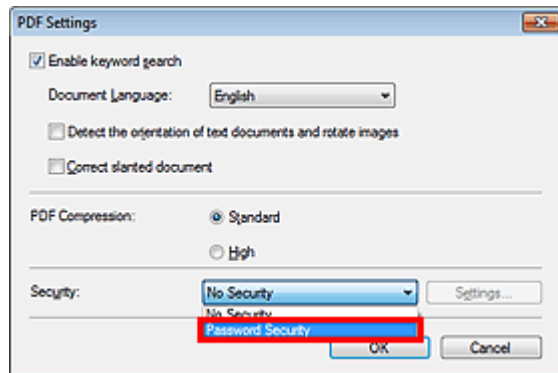 PDF Settings
Enable keyword search
Document Language: English
Detect the orientation of text documents and rotate images
Correct slanted document
PDF Compression: Standard
High
Security: No Security Settings...
No Security
Password Security
OK Cancel